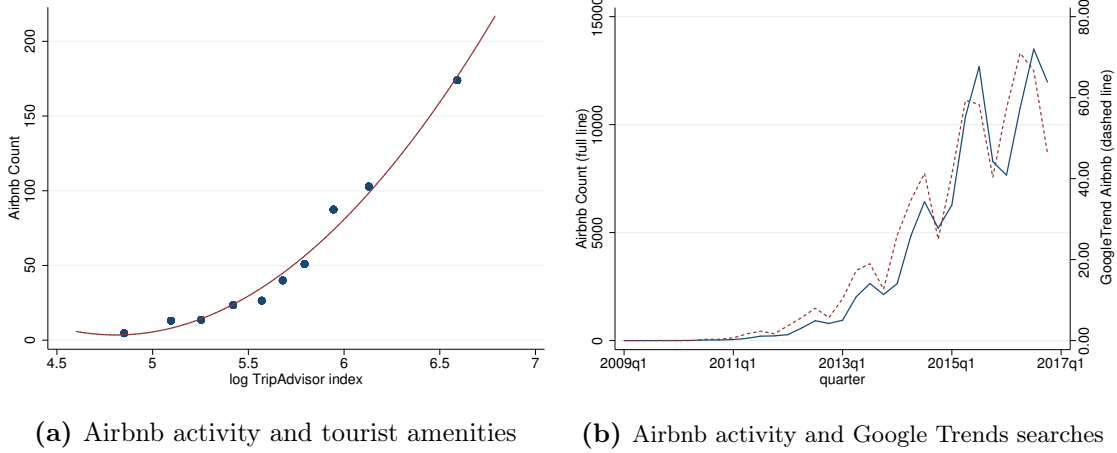 Airbnb Count
200
150
100
50
0
4.5 5 5.5 6 6.5 7
log TripAdvisor index
(a) Airbnb activity and tourist amenities
Airbnb Count (full line)
15000
10000
5000
0
GoogleTrend Airbnb (dashed line)
80.00
60.00
40.00
20.00
0.00
2009q1 2011q1 2013q1 2015q1 2017q1
quarter
(b) Airbnb activity and Google Trends searches